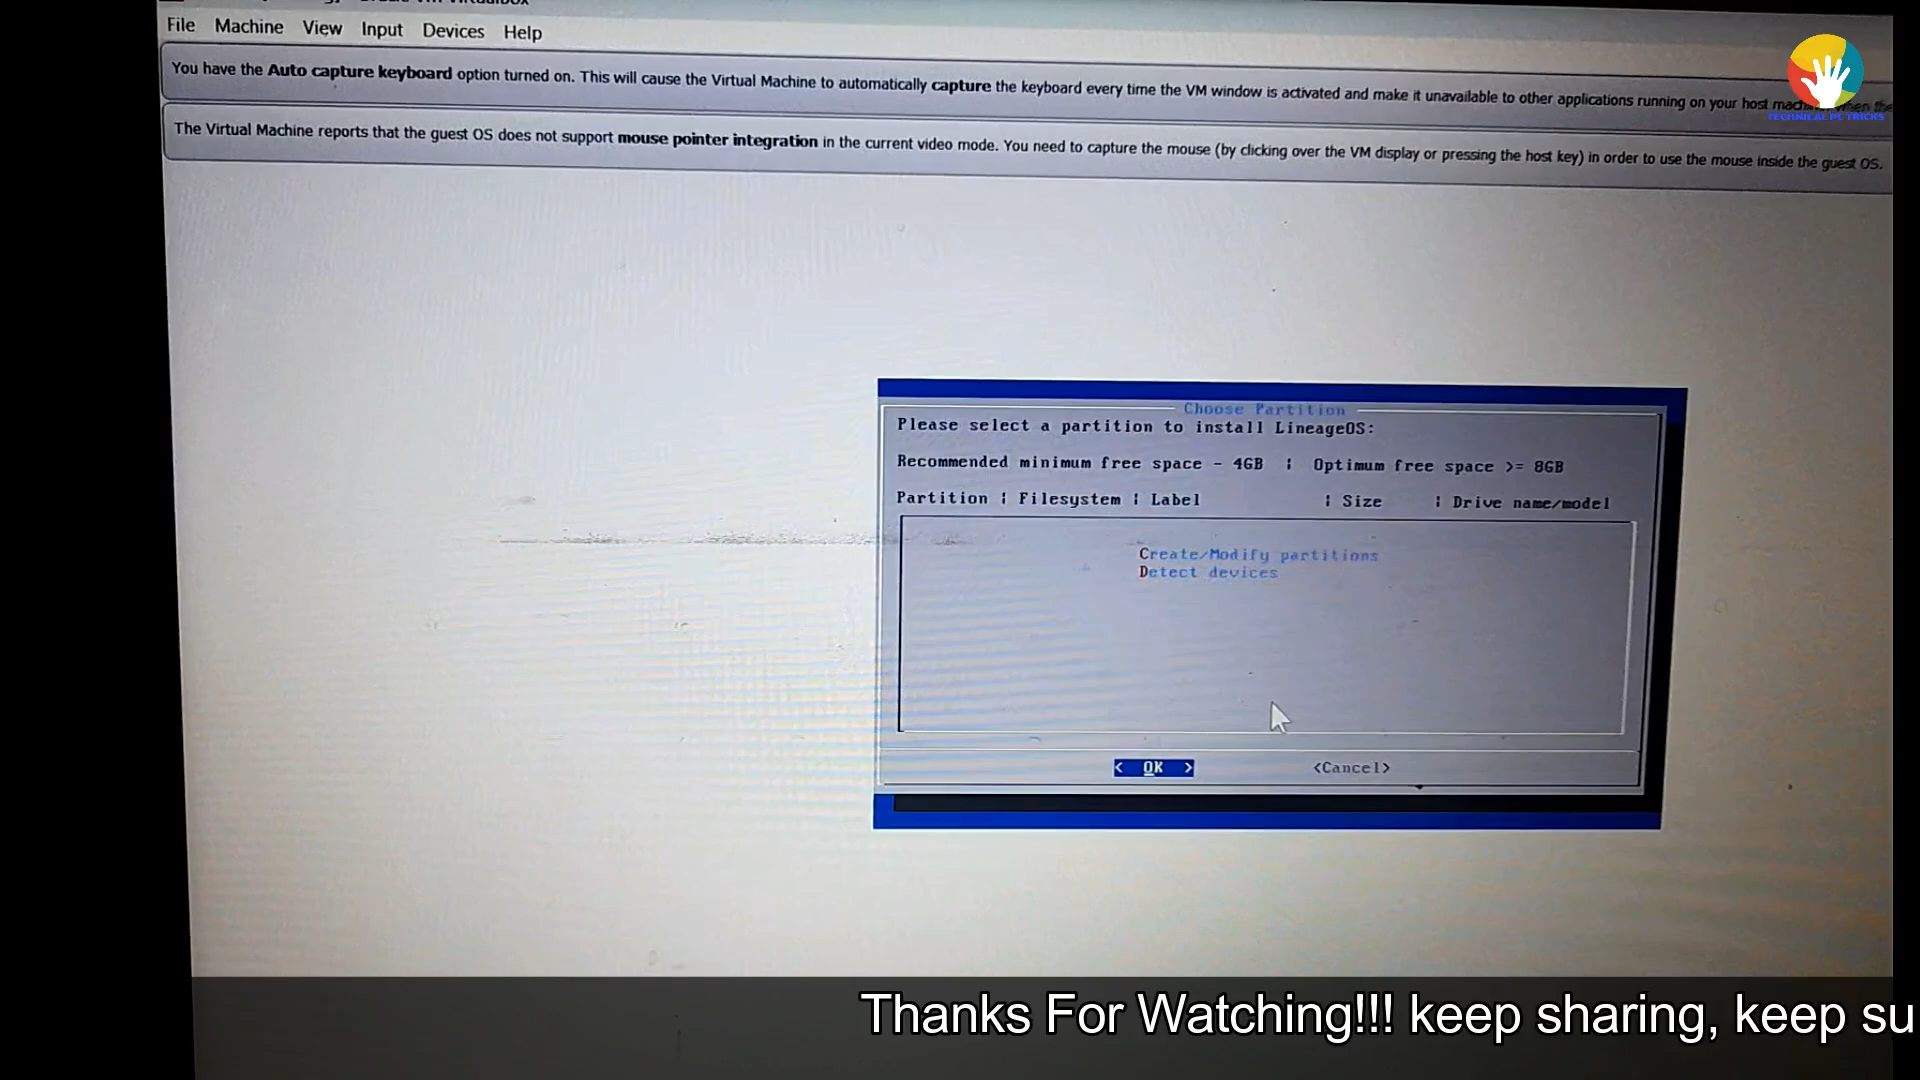 File Machine View Input Devices Help
You have the Auto capture keyboard option turned on. This will cause the Virtual Machine to automatically capture the keyboard every time the VM window is activated and make it unavailable to other applications running on your host
TECHNICAL PC TRICKS
The Virtual Machine reports that the guest OS does not support mouse pointer integration in the current video mode. You need to capture the mouse (by clicking over the VM display or pressing the host key) in order to use the mouse inside the guest OS.
Choose Partition
Please select a partition to install LineageOS:
Recommended minimum free space - 4GB ¦ Optimum free space >= 8GB
Partition ¦ Filesystem ¦ Label ¦ Size ¦ Drive name/model
Create/Modify partitions
Detect devices
< OK > <Cancel>
Thanks For Watching!!! keep sharing, keep su